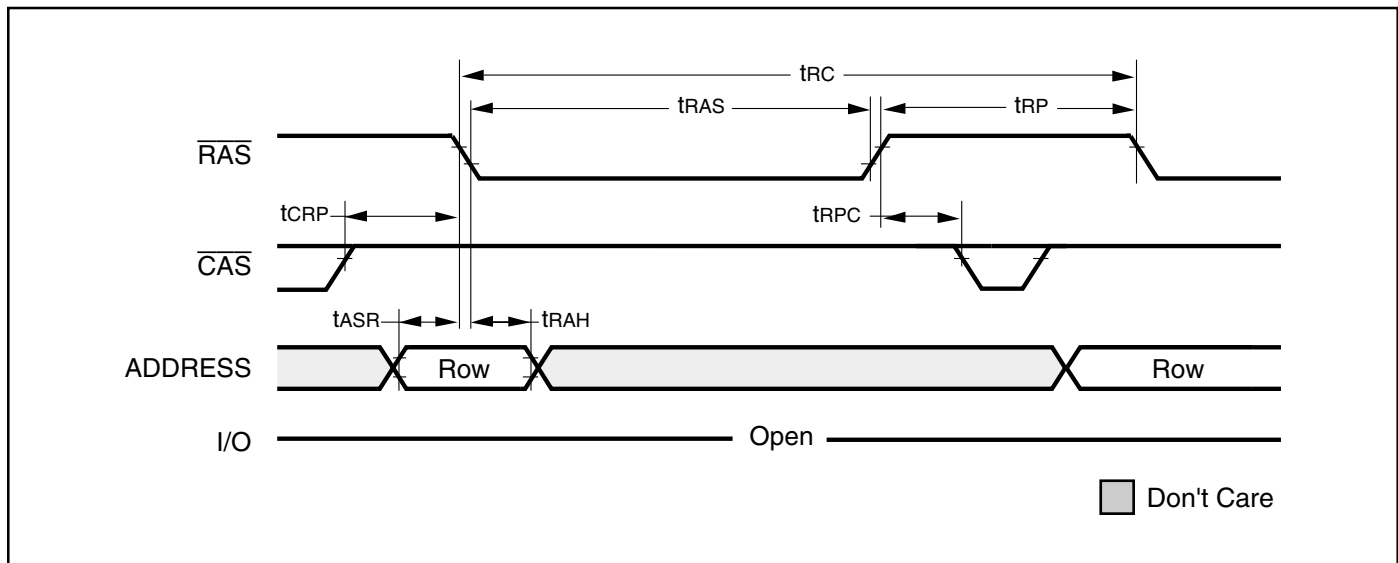 tRC
tRAS
tRP
RAS
tCRP
tRPC
CAS
tASR
tRAH
ADDRESS
Row
Row
I/O
Open
Don't Care